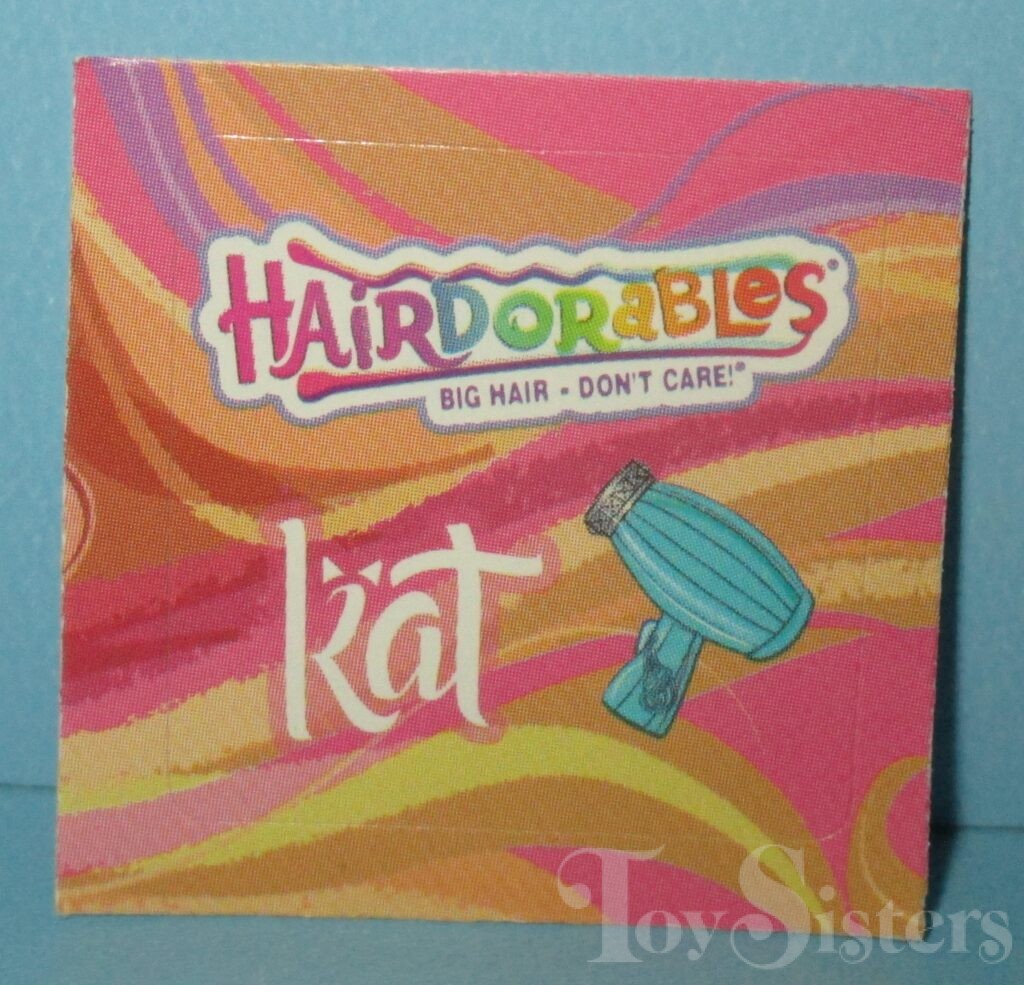 HAiRDORaBLes®
BIG HAIR - DON'T CARE!®
kat
ToySisters